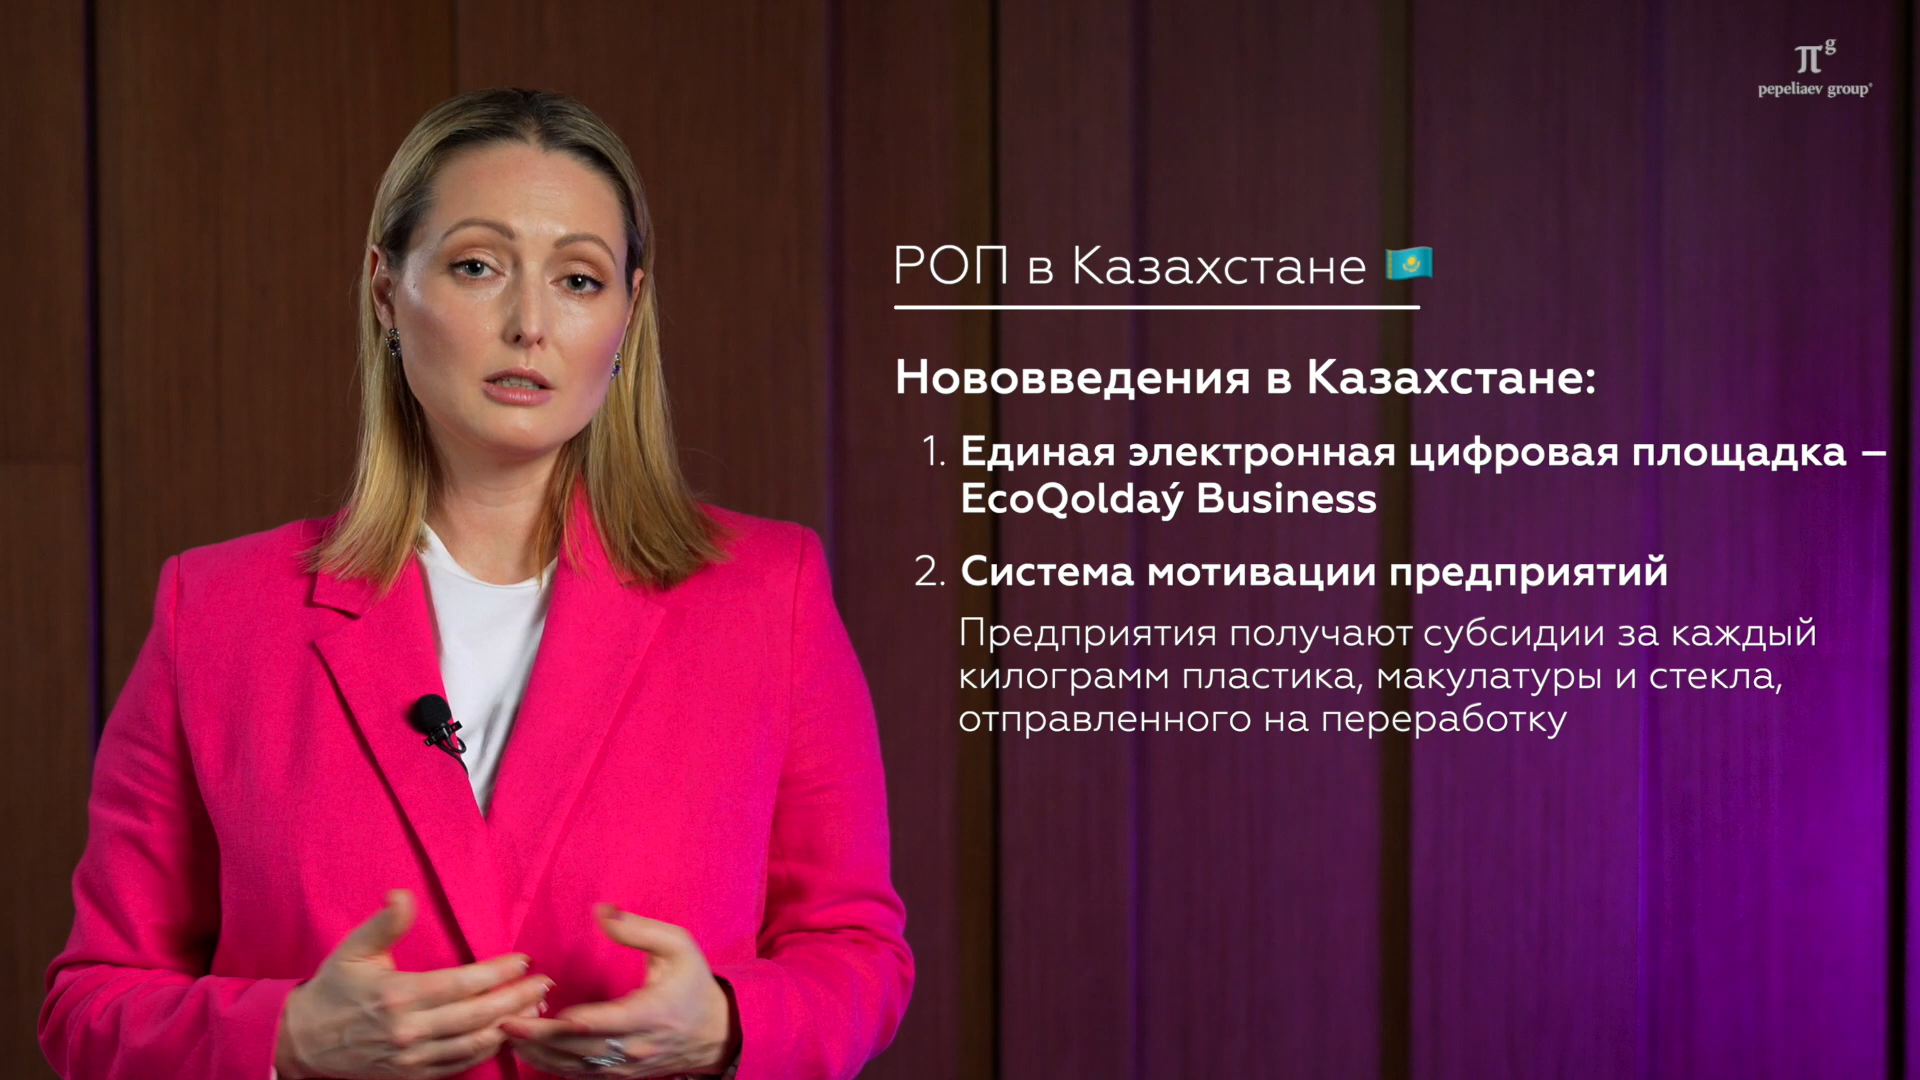 πg
pepeliaev group®
РОП в Казахстане 🇰🇿
Нововведения в Казахстане:
1. Единая электронная цифровая площадка –
EcoQoldaý Business
2. Система мотивации предприятий
Предприятия получают субсидии за каждый
килограмм пластика, макулатуры и стекла,
отправленного на переработку